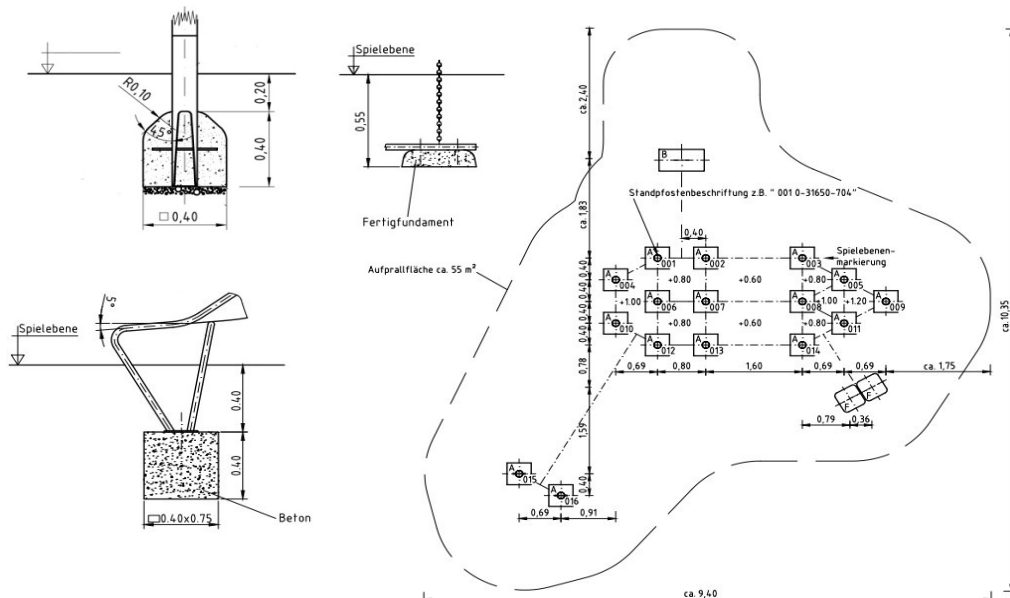 R0,10
45°
0,20
0,40
□ 0,40
Spielebene
0,55
Fertigfundament
5°
Spielebene
0.40
0.40
□0.40x0.75
Beton
ca. 2,40
ca. 1,83
B
Standpfostenbeschriftung z.B. " 001 0-31650-704"
0,40
Aufprallfläche ca. 55 m²
Spielebenen-
markierung
A 001
A 002
A 003
A 004
A 005
+0.80
+0.60
+0.80
0,40
0,40
0,40
0,40
+1.00
A 006
A 007
A 008
+1.00
+1.20
A 009
A 010
+0.80
+0.60
+0.80
A 011
A 012
A 013
A 014
0,78
0,69
0,80
1,60
0,69
0,69
ca. 1,75
F
F
0,79
0,36
1,59
A 015
A 016
0,40
0,69
0,91
ca. 10,35
ca. 9,40